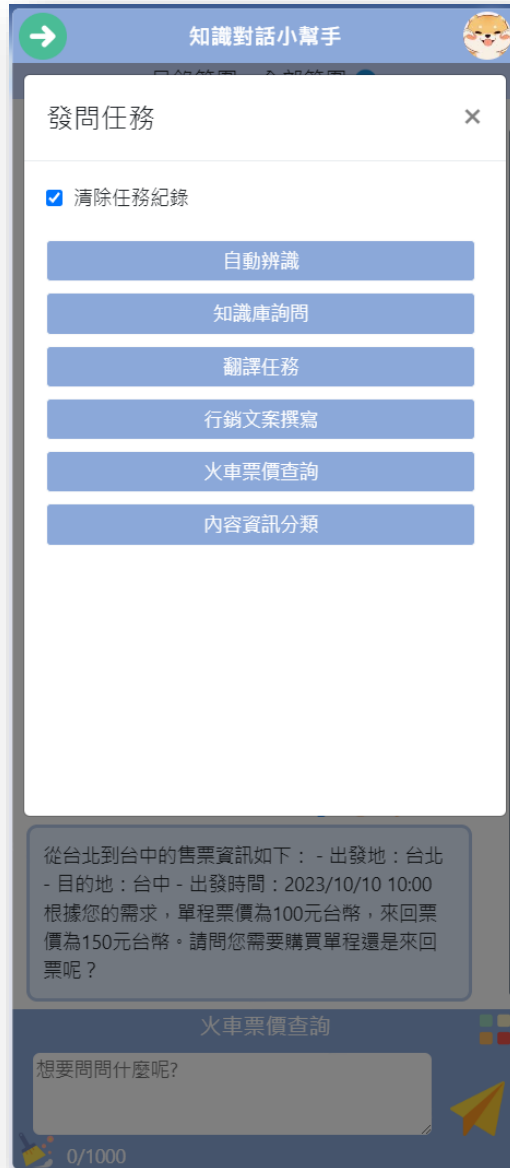 知識對話小幫手
發問任務
×
清除任務紀錄
自動辨識
知識庫詢問
翻譯任務
行銷文案撰寫
火車票價查詢
內容資訊分類
從台北到台中的售票資訊如下： - 出發地：台北
- 目的地：台中 - 出發時間：2023/10/10 10:00
根據您的需求，單程票價為100元台幣，來回票
價為150元台幣。請問您需要購買單程還是來回
票呢？
火車票價查詢
想要問問什麼呢?
0/1000